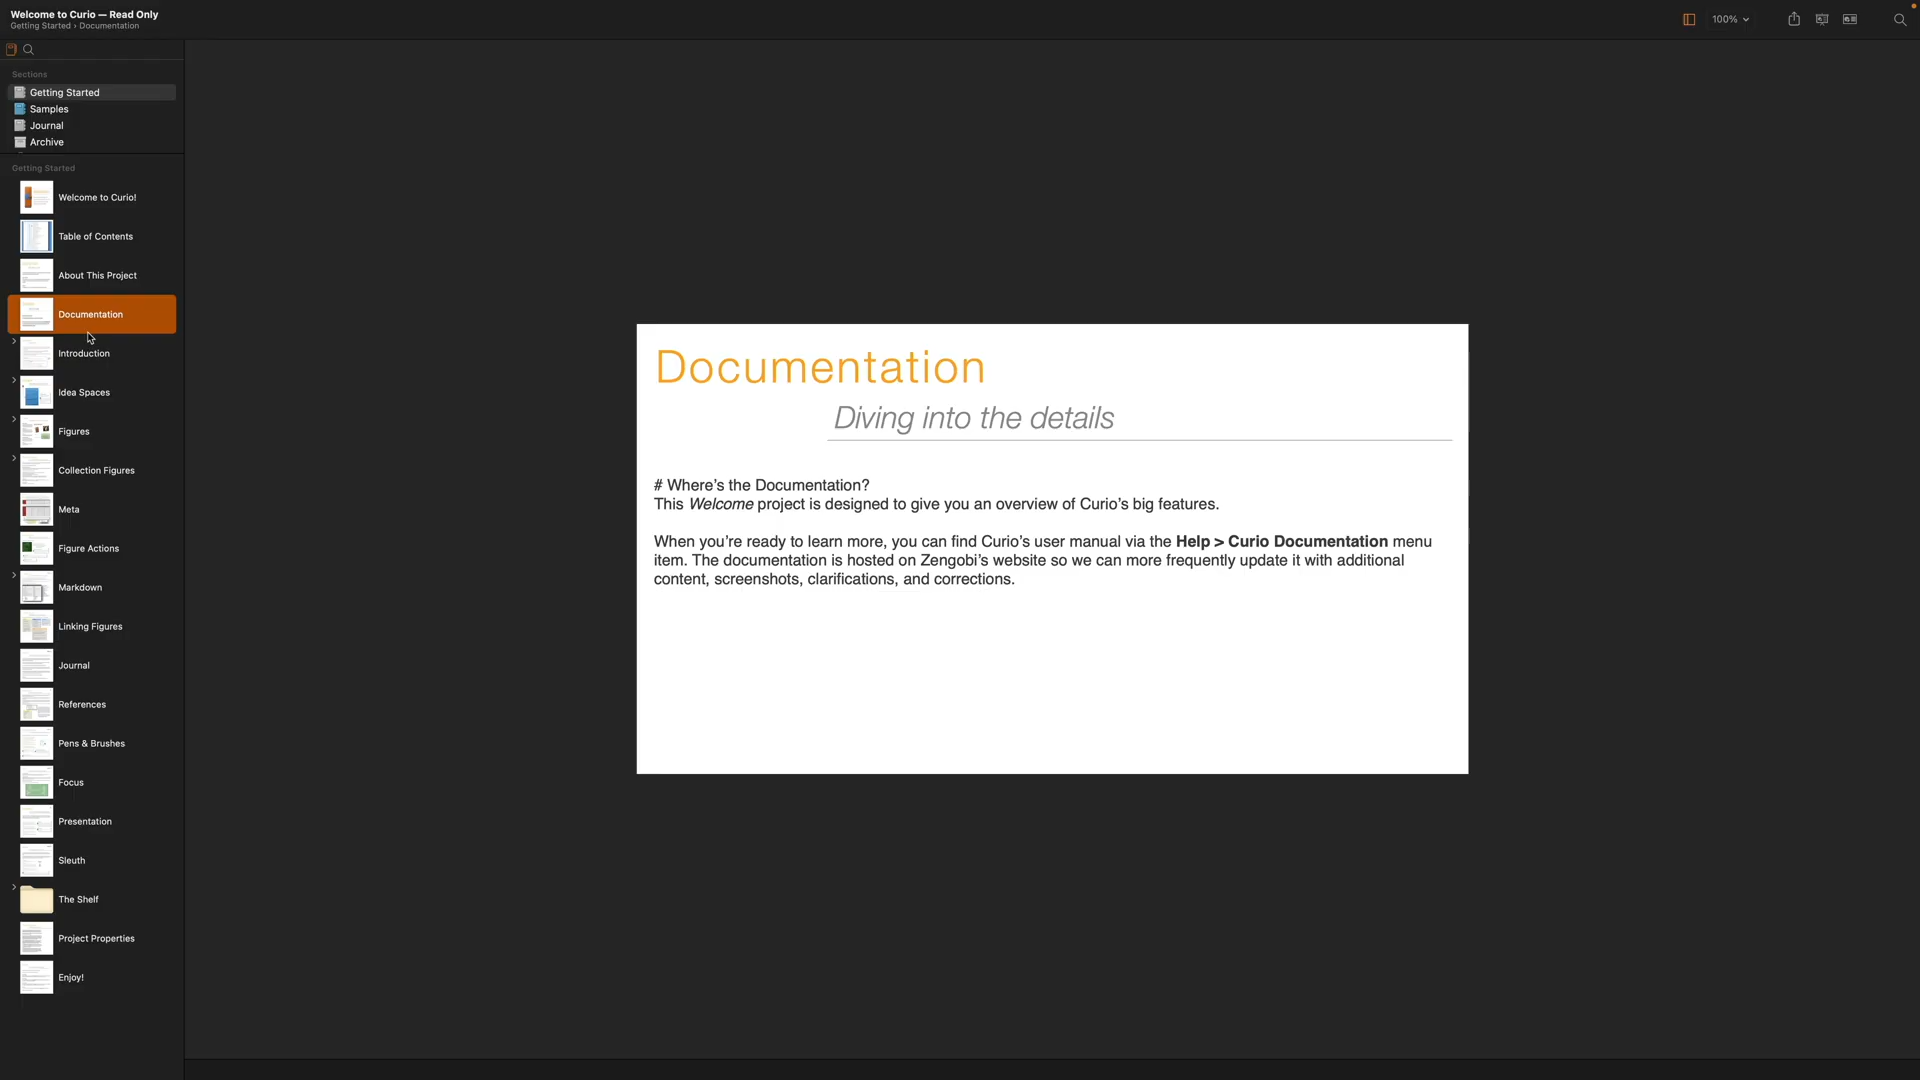 Welcome to Curio — Read Only
Getting Started › Documentation
100%
Sections
Getting Started
Samples
Journal
Archive
Getting Started
Welcome to Curio!
Table of Contents
About This Project
Documentation
Introduction
Idea Spaces
Figures
Collection Figures
Meta
Figure Actions
Markdown
Linking Figures
Journal
References
Pens & Brushes
Focus
Presentation
Sleuth
The Shelf
Project Properties
Enjoy!
Documentation
Diving into the details
# Where’s the Documentation?
This Welcome project is designed to give you an overview of Curio’s big features.
When you’re ready to learn more, you can find Curio’s user manual via the Help > Curio Documentation menu
item. The documentation is hosted on Zengobi’s website so we can more frequently update it with additional
content, screenshots, clarifications, and corrections.